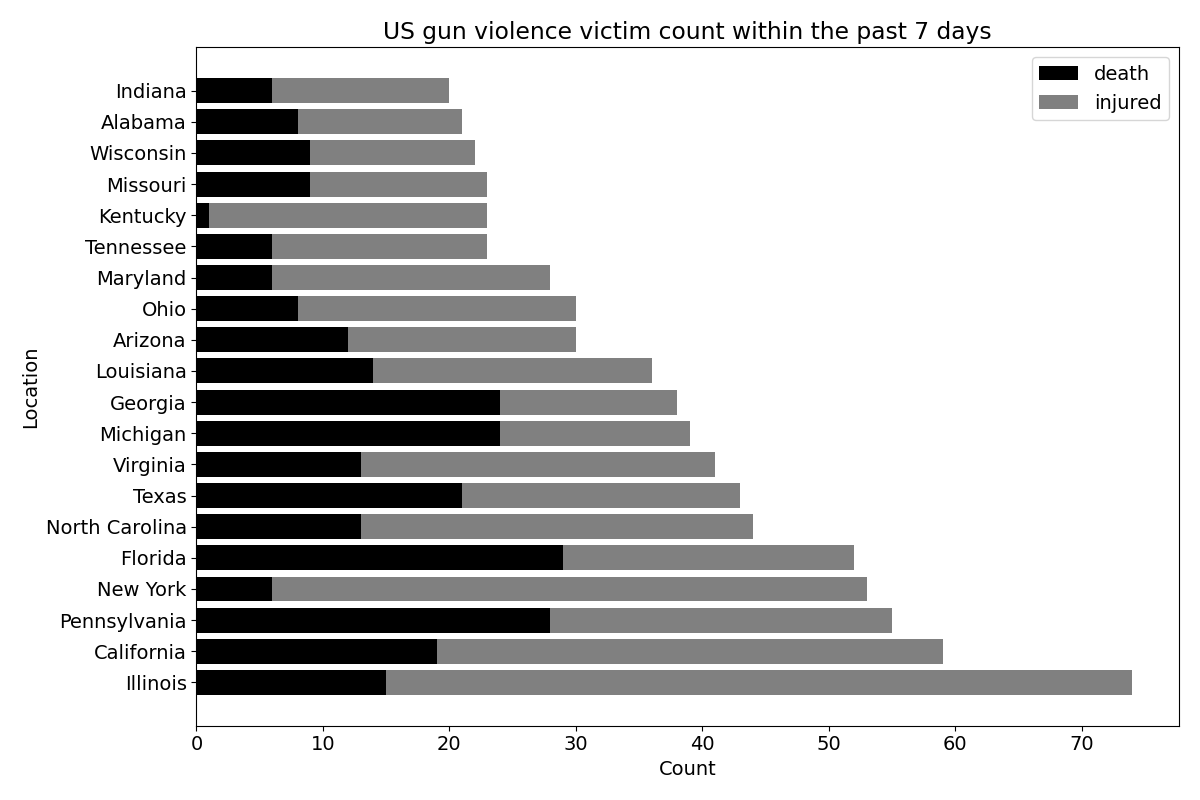 US gun violence victim count within the past 7 days
death
injured
Indiana
Alabama
Wisconsin
Missouri
Kentucky
Tennessee
Maryland
Ohio
Arizona
Louisiana
Georgia
Michigan
Virginia
Texas
North Carolina
Florida
New York
Pennsylvania
California
Illinois
Location
0 10 20 30 40 50 60 70
Count